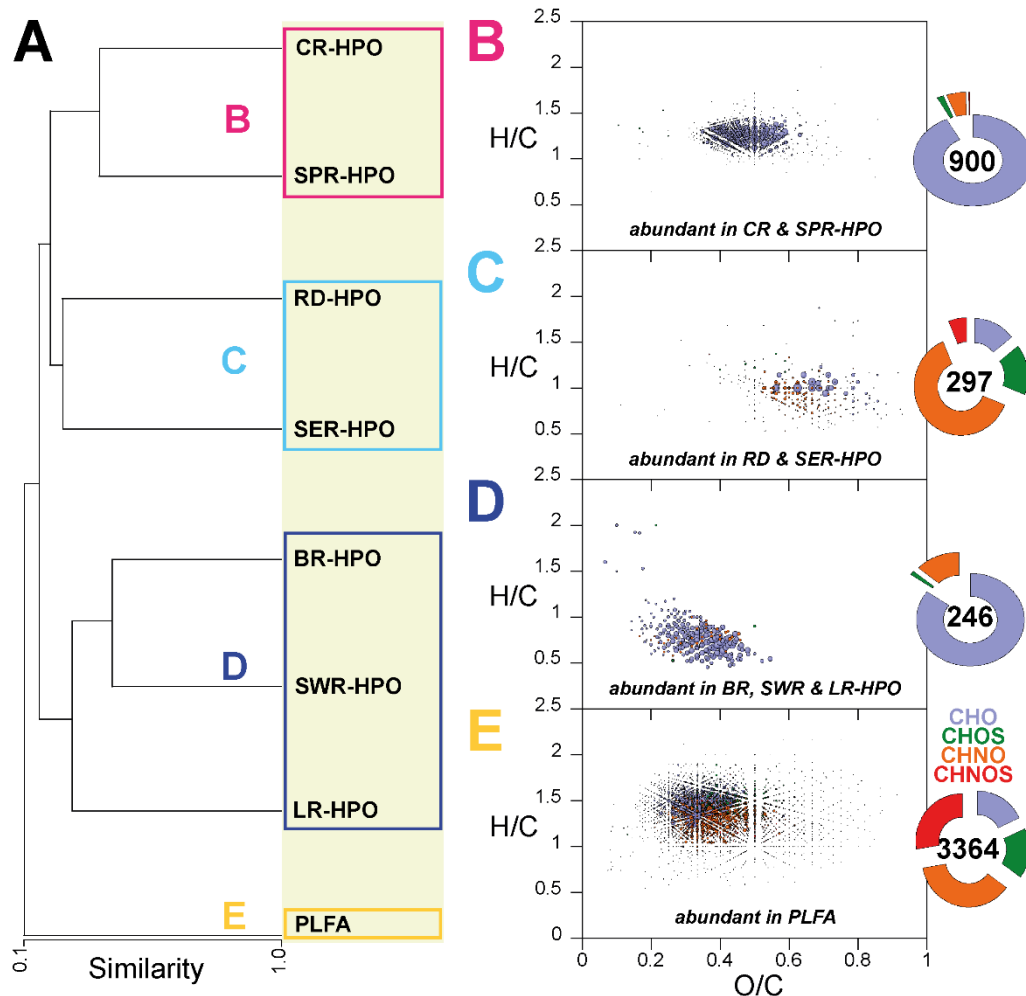 A
CR-HPO
B
SPR-HPO
RD-HPO
C
SER-HPO
BR-HPO
D
SWR-HPO
LR-HPO
E
PLFA
0.1
1.0
Similarity
B
2.5
2
1.5
H/C
1
0.5
abundant in CR & SPR-HPO
900
C
2.5
2
1.5
H/C
1
0.5
abundant in RD & SER-HPO
297
D
2.5
2
1.5
H/C
1
0.5
abundant in BR, SWR & LR-HPO
246
E
2.5
2
1.5
H/C
1
0.5
0
abundant in PLFA
CHO
CHOS
CHNO
CHNOS
3364
0 0.2 0.4 0.6 0.8 1
O/C